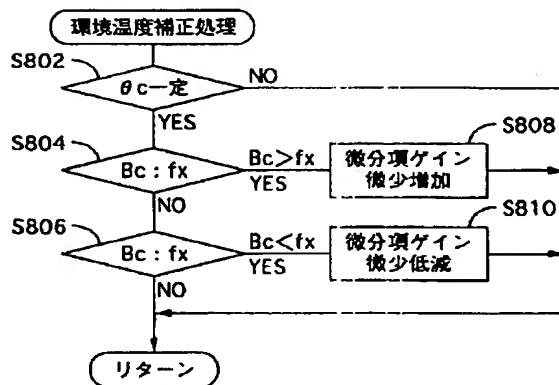 環境温度補正処理
S802
θc一定
NO
YES
S804
Bc:fx
Bc>fx
YES
NO
S808
微分項ゲイン
微少増加
S806
Bc:fx
Bc<fx
YES
NO
S810
微分項ゲイン
微少低減
リターン